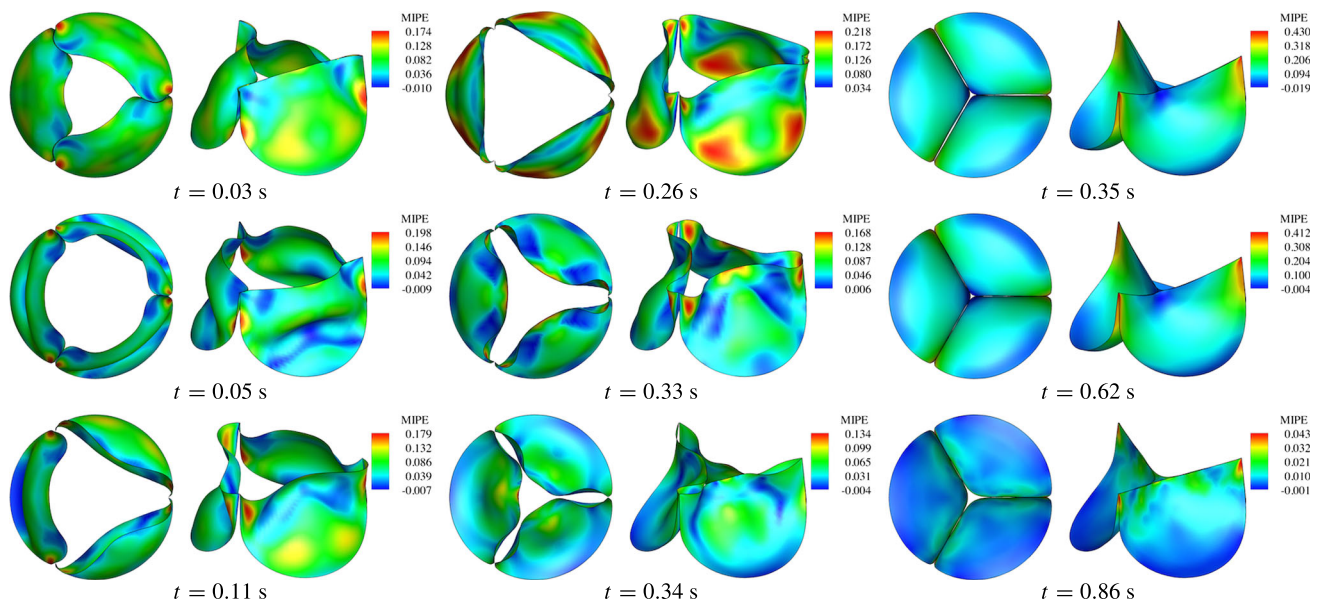 MIPE
0.174
0.128
0.082
0.036
-0.010
t = 0.03 s
MIPE
0.218
0.172
0.126
0.080
0.034
t = 0.26 s
MIPE
0.430
0.318
0.206
0.094
-0.019
t = 0.35 s
MIPE
0.198
0.146
0.094
0.042
-0.009
t = 0.05 s
MIPE
0.168
0.128
0.087
0.046
0.006
t = 0.33 s
MIPE
0.412
0.308
0.204
0.100
-0.004
t = 0.62 s
MIPE
0.179
0.132
0.086
0.039
-0.007
t = 0.11 s
MIPE
0.134
0.099
0.065
0.031
-0.004
t = 0.34 s
MIPE
0.043
0.032
0.021
0.010
-0.001
t = 0.86 s